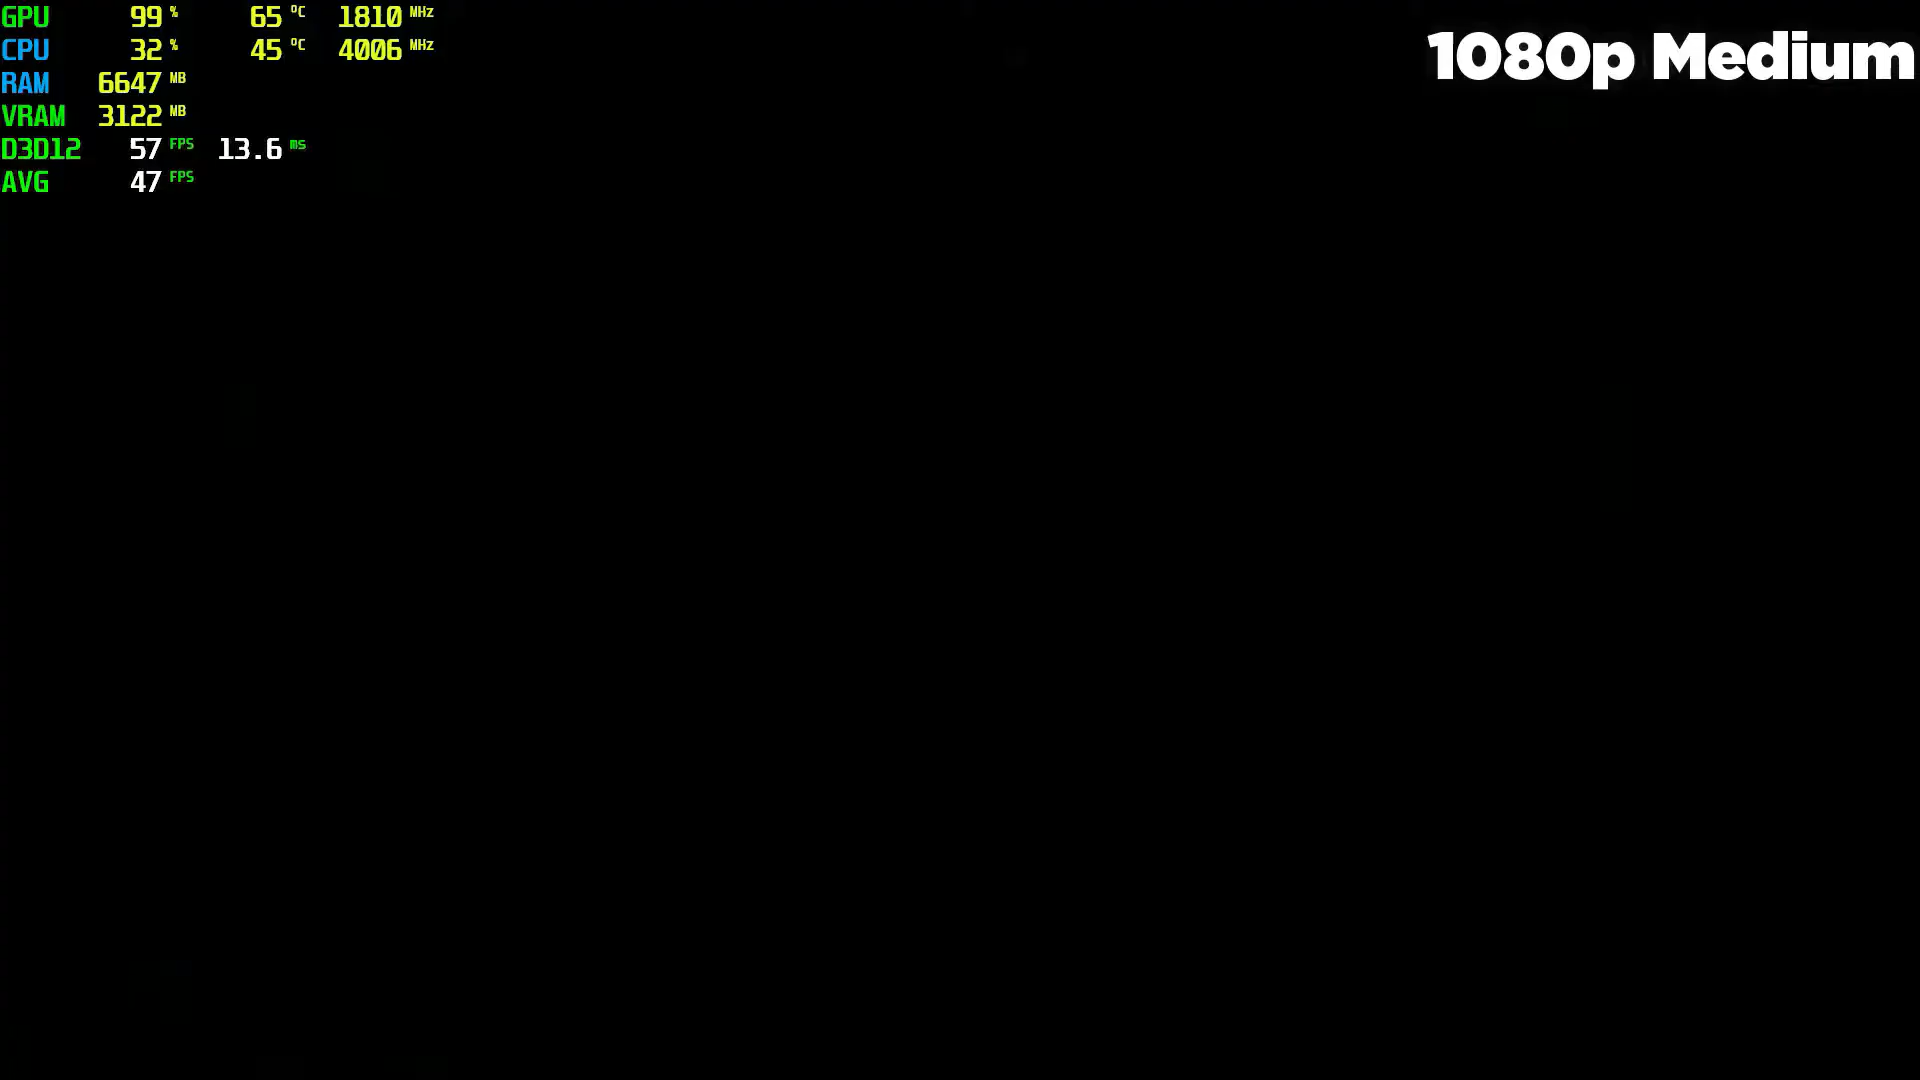 GPU 99 % 65 °C 1810 MHz
1080p Medium
CPU 32 % 45 °C 4006 MHz
RAM 6647 MB
VRAM 3122 MB
D3D12 57 FPS 13.6 ms
AVG 47 FPS